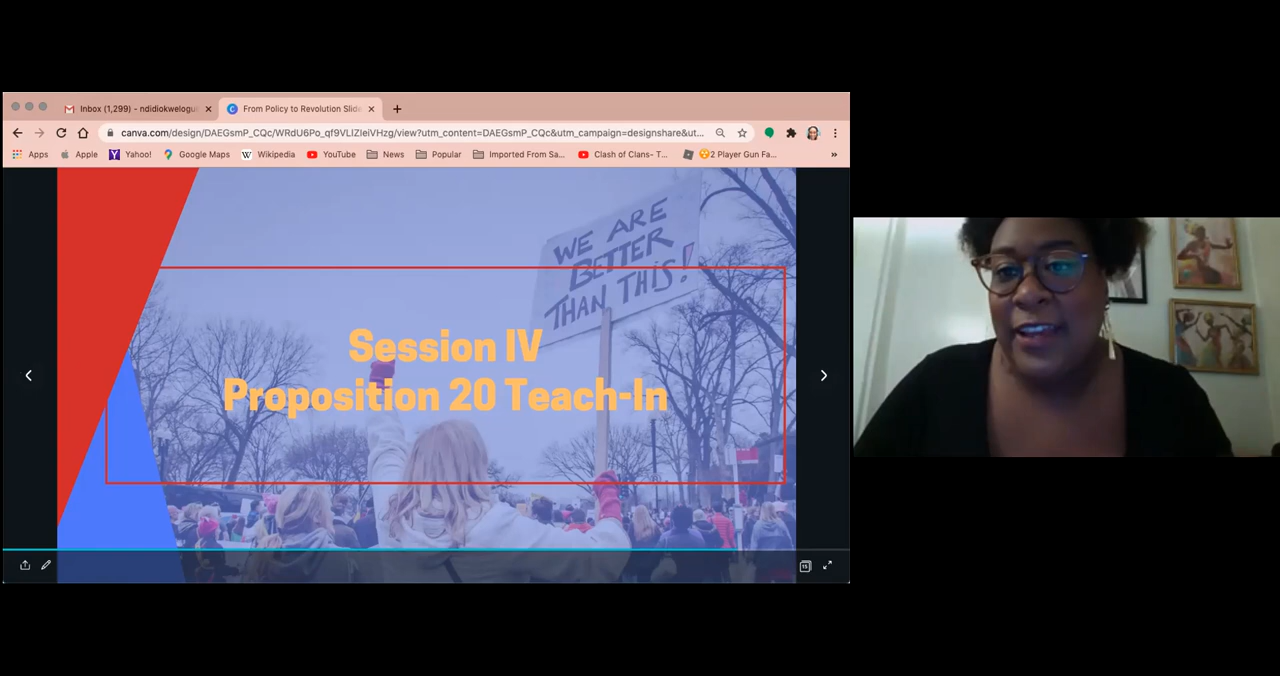 Inbox (1,299) - ndidiokwelogu
From Policy to Revolution Slide
canva.com/design/DAEGsmP_CQc/WRdU6Po_qf9VLIZIeiVHzg/view?utm_content=DAEGsmP_CQc&utm_campaign=designshare&ut...
Apps Apple Yahoo! Google Maps Wikipedia YouTube News Popular Imported From Sa... Clash of Clans- T... 2 Player Gun Fa... »
WE ARE
BETTER
THAN THIS!
Session IV
Proposition 20 Teach-In
15